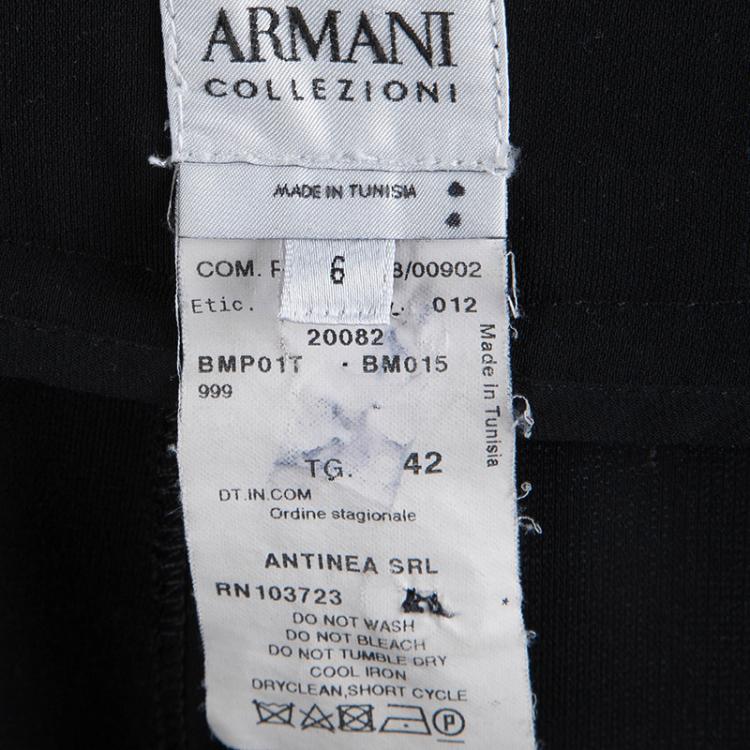 ARMANI
COLLEZIONI
MADE IN TUNISIA
6
COM. 3/00902
Etic. 012
20082
BMP01T · BM015
999
Made in Tunisia
TG. 42
DT.IN.COM
Ordine stagionale
ANTINEA SRL
RN103723
DO NOT WASH
DO NOT BLEACH
DO NOT TUMBLE DRY
COOL IRON
DRYCLEAN,SHORT CYCLE
P